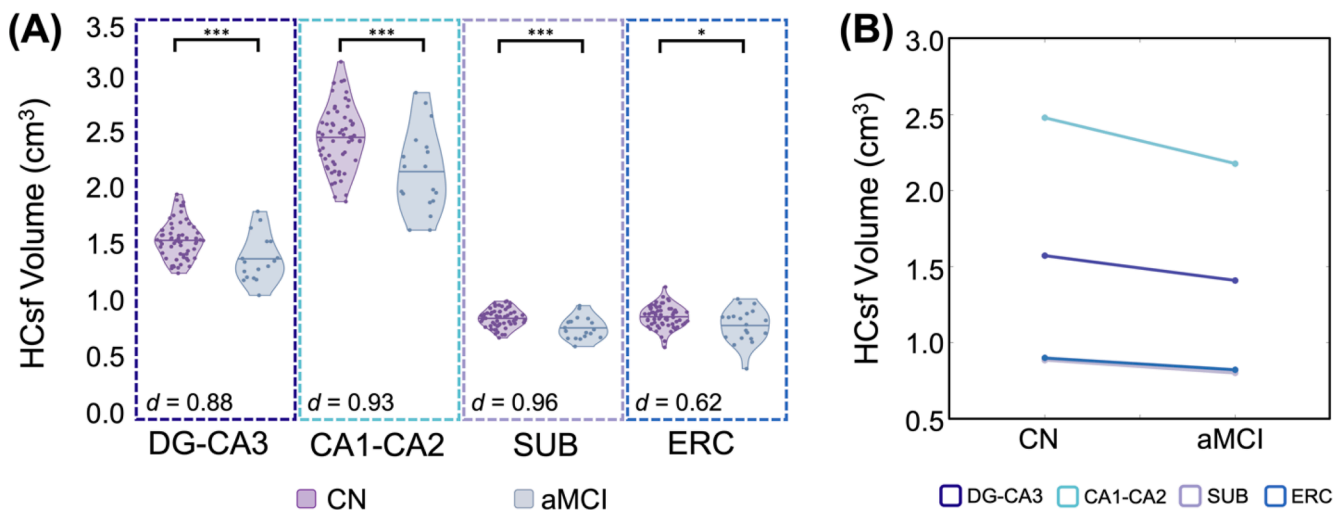 (A)
HCsf Volume (cm³)
3.5
3.0
2.5
2.0
1.5
1.0
0.5
0.0
*** *** *** *
d = 0.88 d = 0.93 d = 0.96 d = 0.62
DG-CA3 CA1-CA2 SUB ERC
CN aMCI
(B)
HCsf Volume (cm³)
3.0
2.5
2.0
1.5
1.0
0.5
CN aMCI
DG-CA3 CA1-CA2 SUB ERC